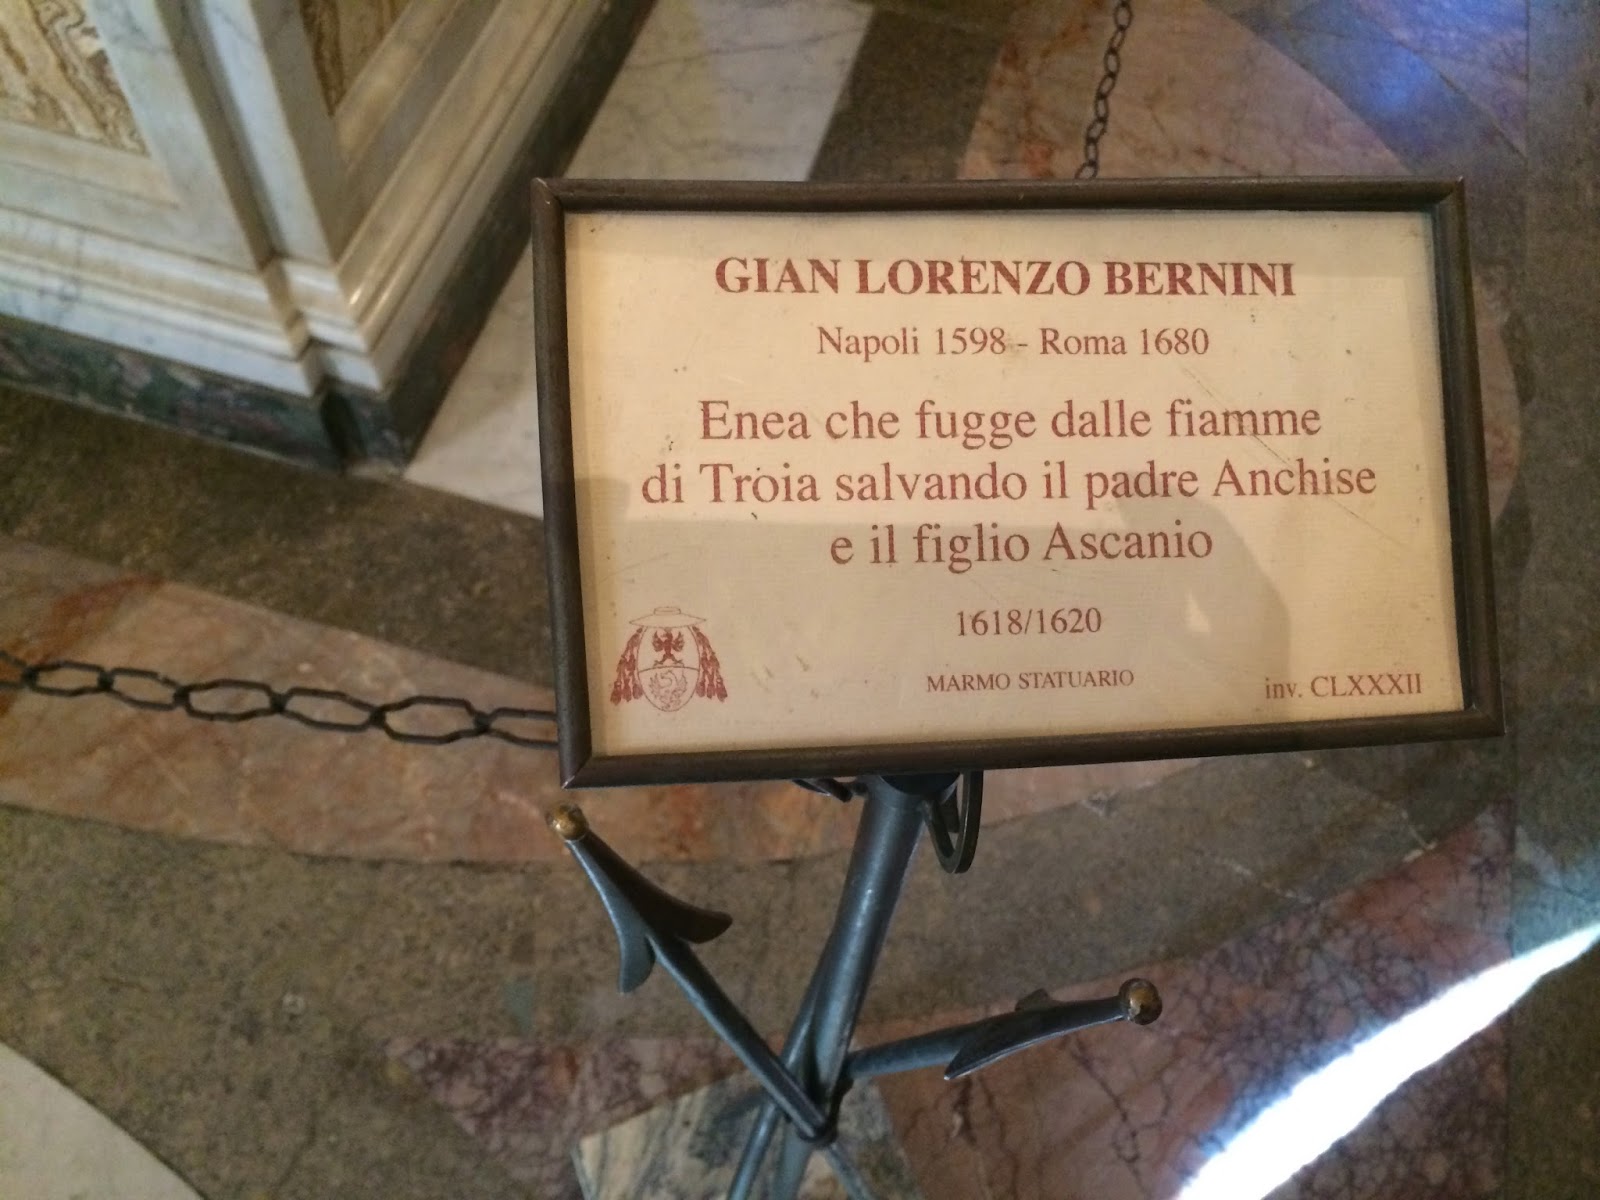 GIAN LORENZO BERNINI
Napoli 1598 - Roma 1680
Enea che fugge dalle fiamme
di Troia salvando il padre Anchise
e il figlio Ascanio
1618/1620
MARMO STATUARIO
inv. CLXXXII